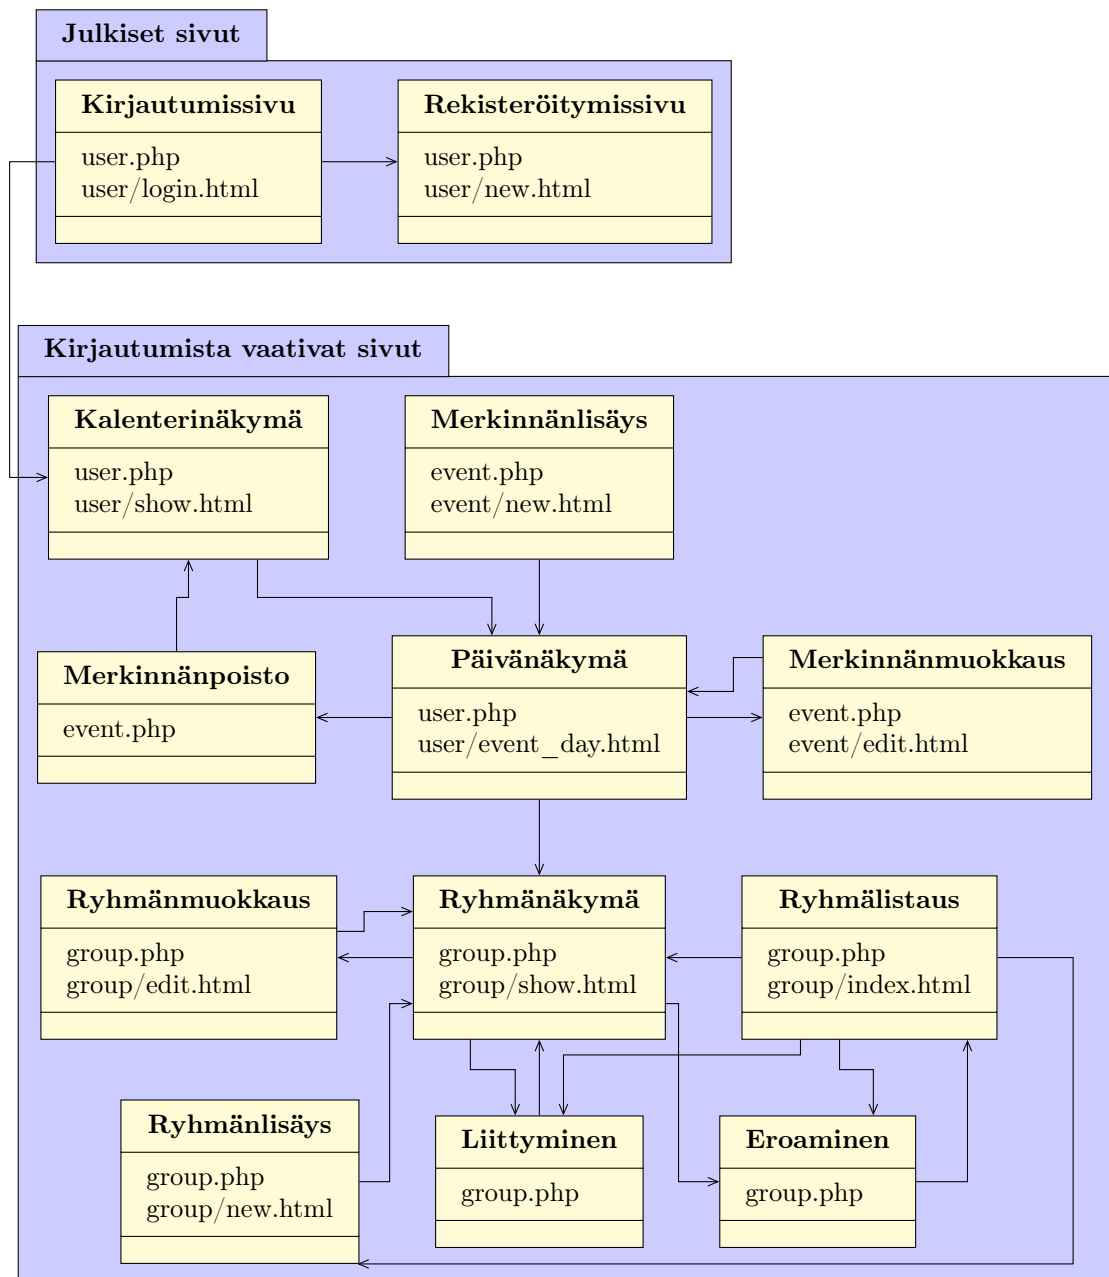 Julkiset sivut
Kirjautumissivu
user.php
user/login.html
Rekisteröitymissivu
user.php
user/new.html
Kirjautumista vaativat sivut
Kalenterinäkymä
user.php
user/show.html
Merkinnänlisäys
event.php
event/new.html
Merkinnänpoisto
event.php
Päivänäkymä
user.php
user/event_day.html
Merkinnänmuokkaus
event.php
event/edit.html
Ryhmänmuokkaus
group.php
group/edit.html
Ryhmänäkymä
group.php
group/show.html
Ryhmälistaus
group.php
group/index.html
Ryhmänlisäys
group.php
group/new.html
Liittyminen
group.php
Eroaminen
group.php